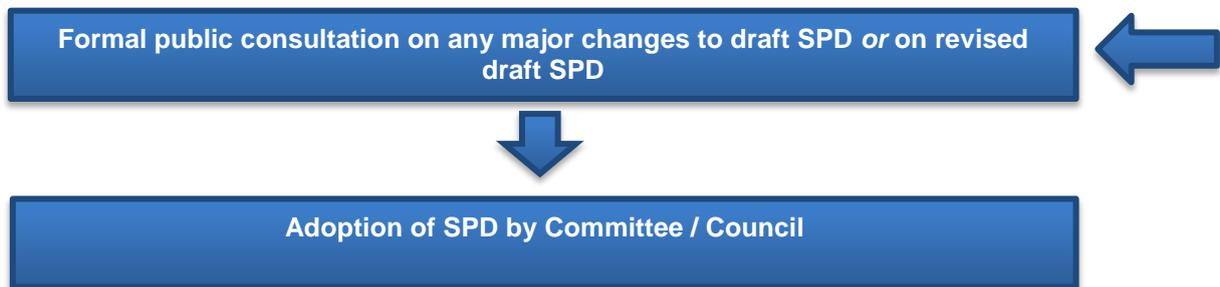 Formal public consultation on any major changes to draft SPD or on revised
draft SPD
Adoption of SPD by Committee / Council